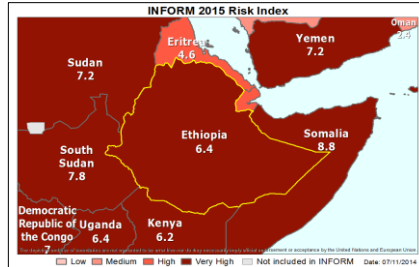 INFORM 2015 Risk Index
Oman
2.4
Eritrea
4.6
Yemen
7.2
Sudan
7.2
Ethiopia
6.4
Somalia
8.8
South
Sudan
7.8
Democratic
Republic of
the Congo
7
Uganda
6.4
Kenya
6.2
Low Medium High Very High Not included in INFORM Date: 07/11/2014